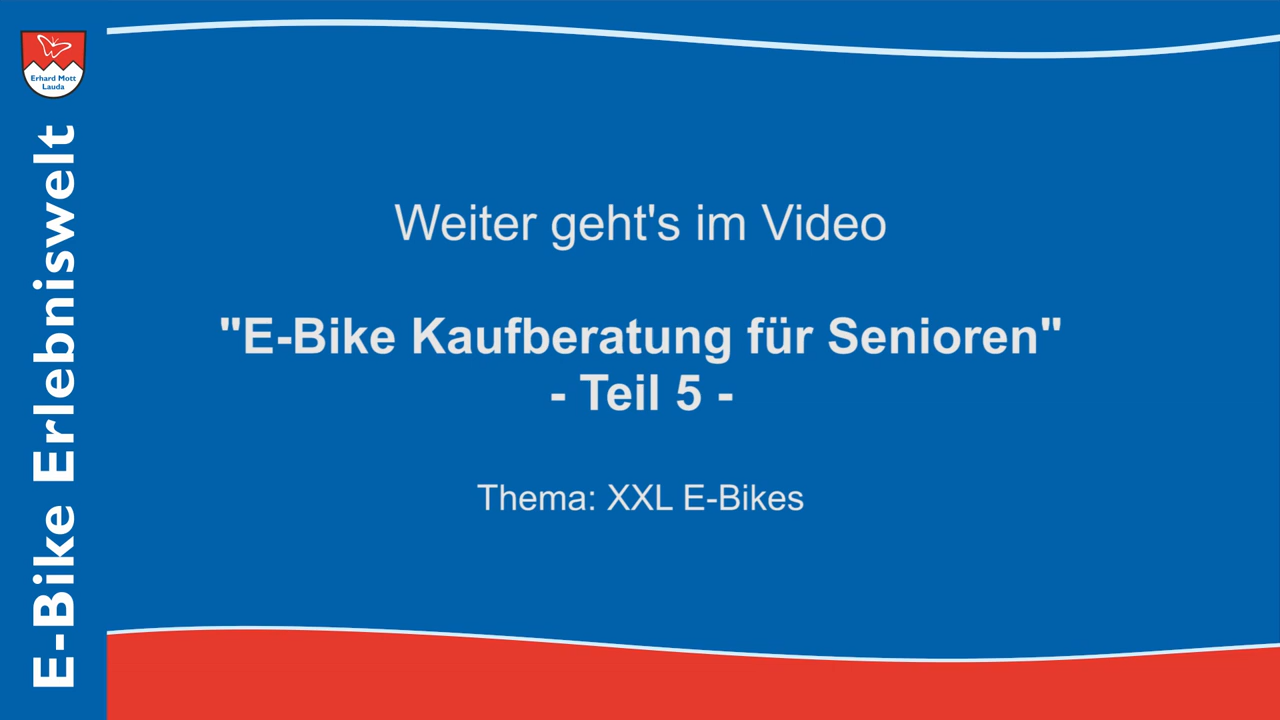 Erhard Mott
Lauda
E-Bike Erlebniswelt
Weiter geht's im Video
"E-Bike Kaufberatung für Senioren"
- Teil 5 -
Thema: XXL E-Bikes